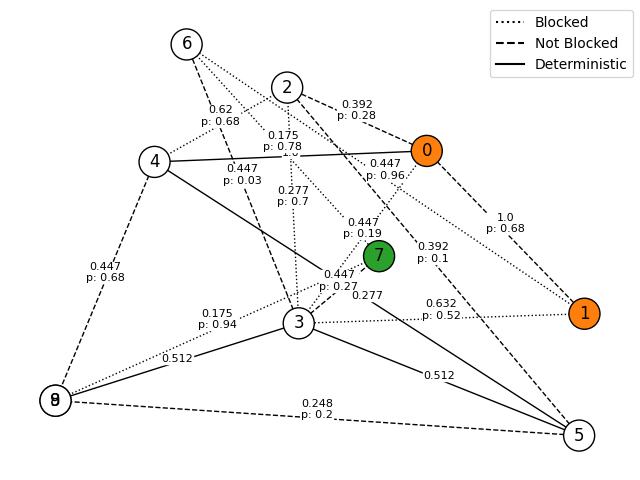 Blocked
Not Blocked
Deterministic
6
2
0.392
p: 0.28
0.62
p: 0.68
0.175
p: 0.78
0
4
0.447
p: 0.03
0.447
p: 0.96
0.277
p: 0.7
1.0
p: 0.68
0.447
p: 0.19
0.392
p: 0.1
7
0.447
p: 0.68
0.447
p: 0.27
0.277
0.632
p: 0.52
1
0.175
p: 0.94
3
0.512
0.512
0.248
p: 0.2
5